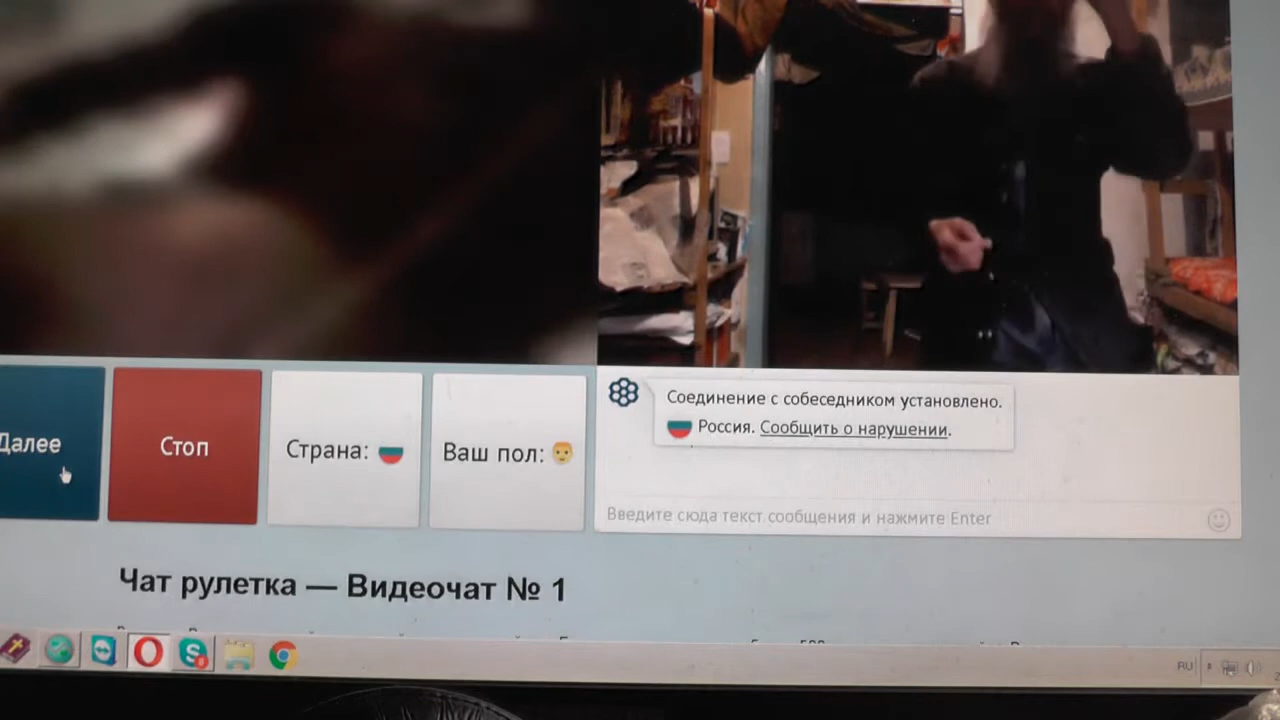 Далее
Стоп
Страна:
Ваш пол:
Соединение с собеседником установлено.
Россия. Сообщить о нарушении.
Введите сюда текст сообщения и нажмите Enter
Чат рулетка — Видеочат № 1
RU